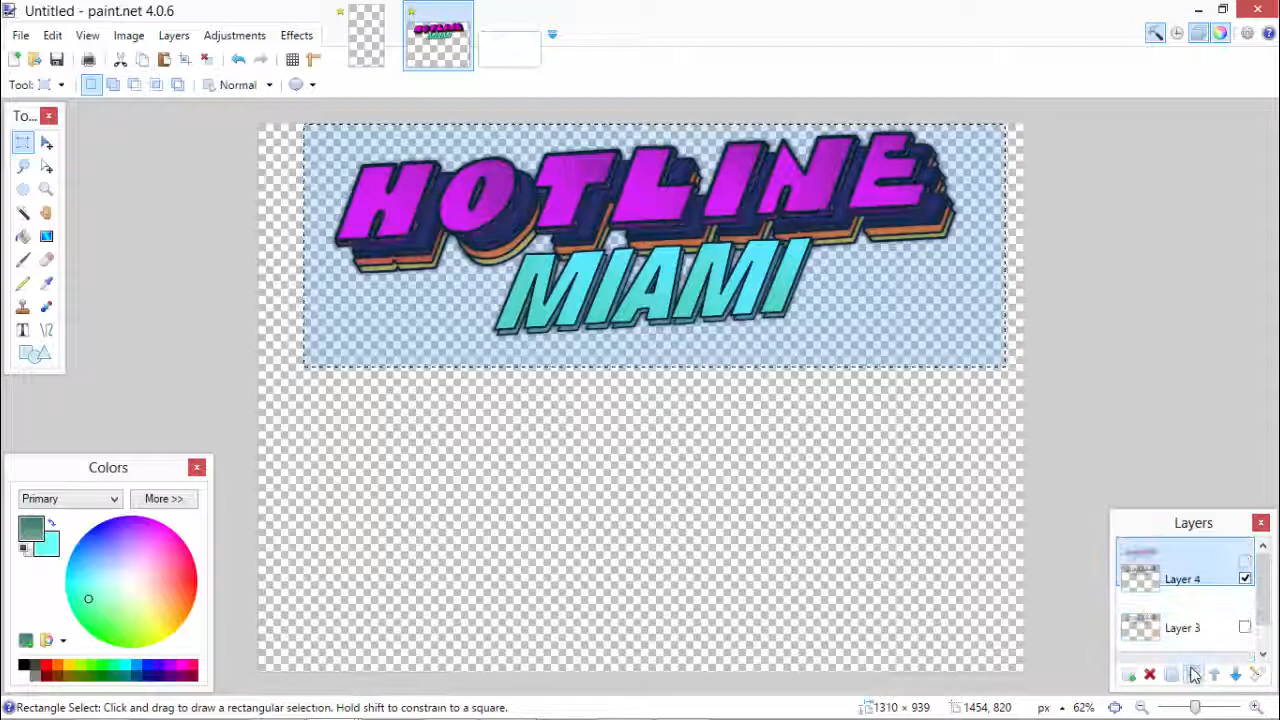 Untitled - paint.net 4.0.6
File Edit View Image Layers Adjustments Effects
Tool: Normal
To...
HOTLINE
MIAMI
Colors
Primary More >>
Layers
Layer 4
Layer 3
Rectangle Select: Click and drag to draw a rectangular selection. Hold shift to constrain to a square. 1310 × 939 1454, 820 px 62%